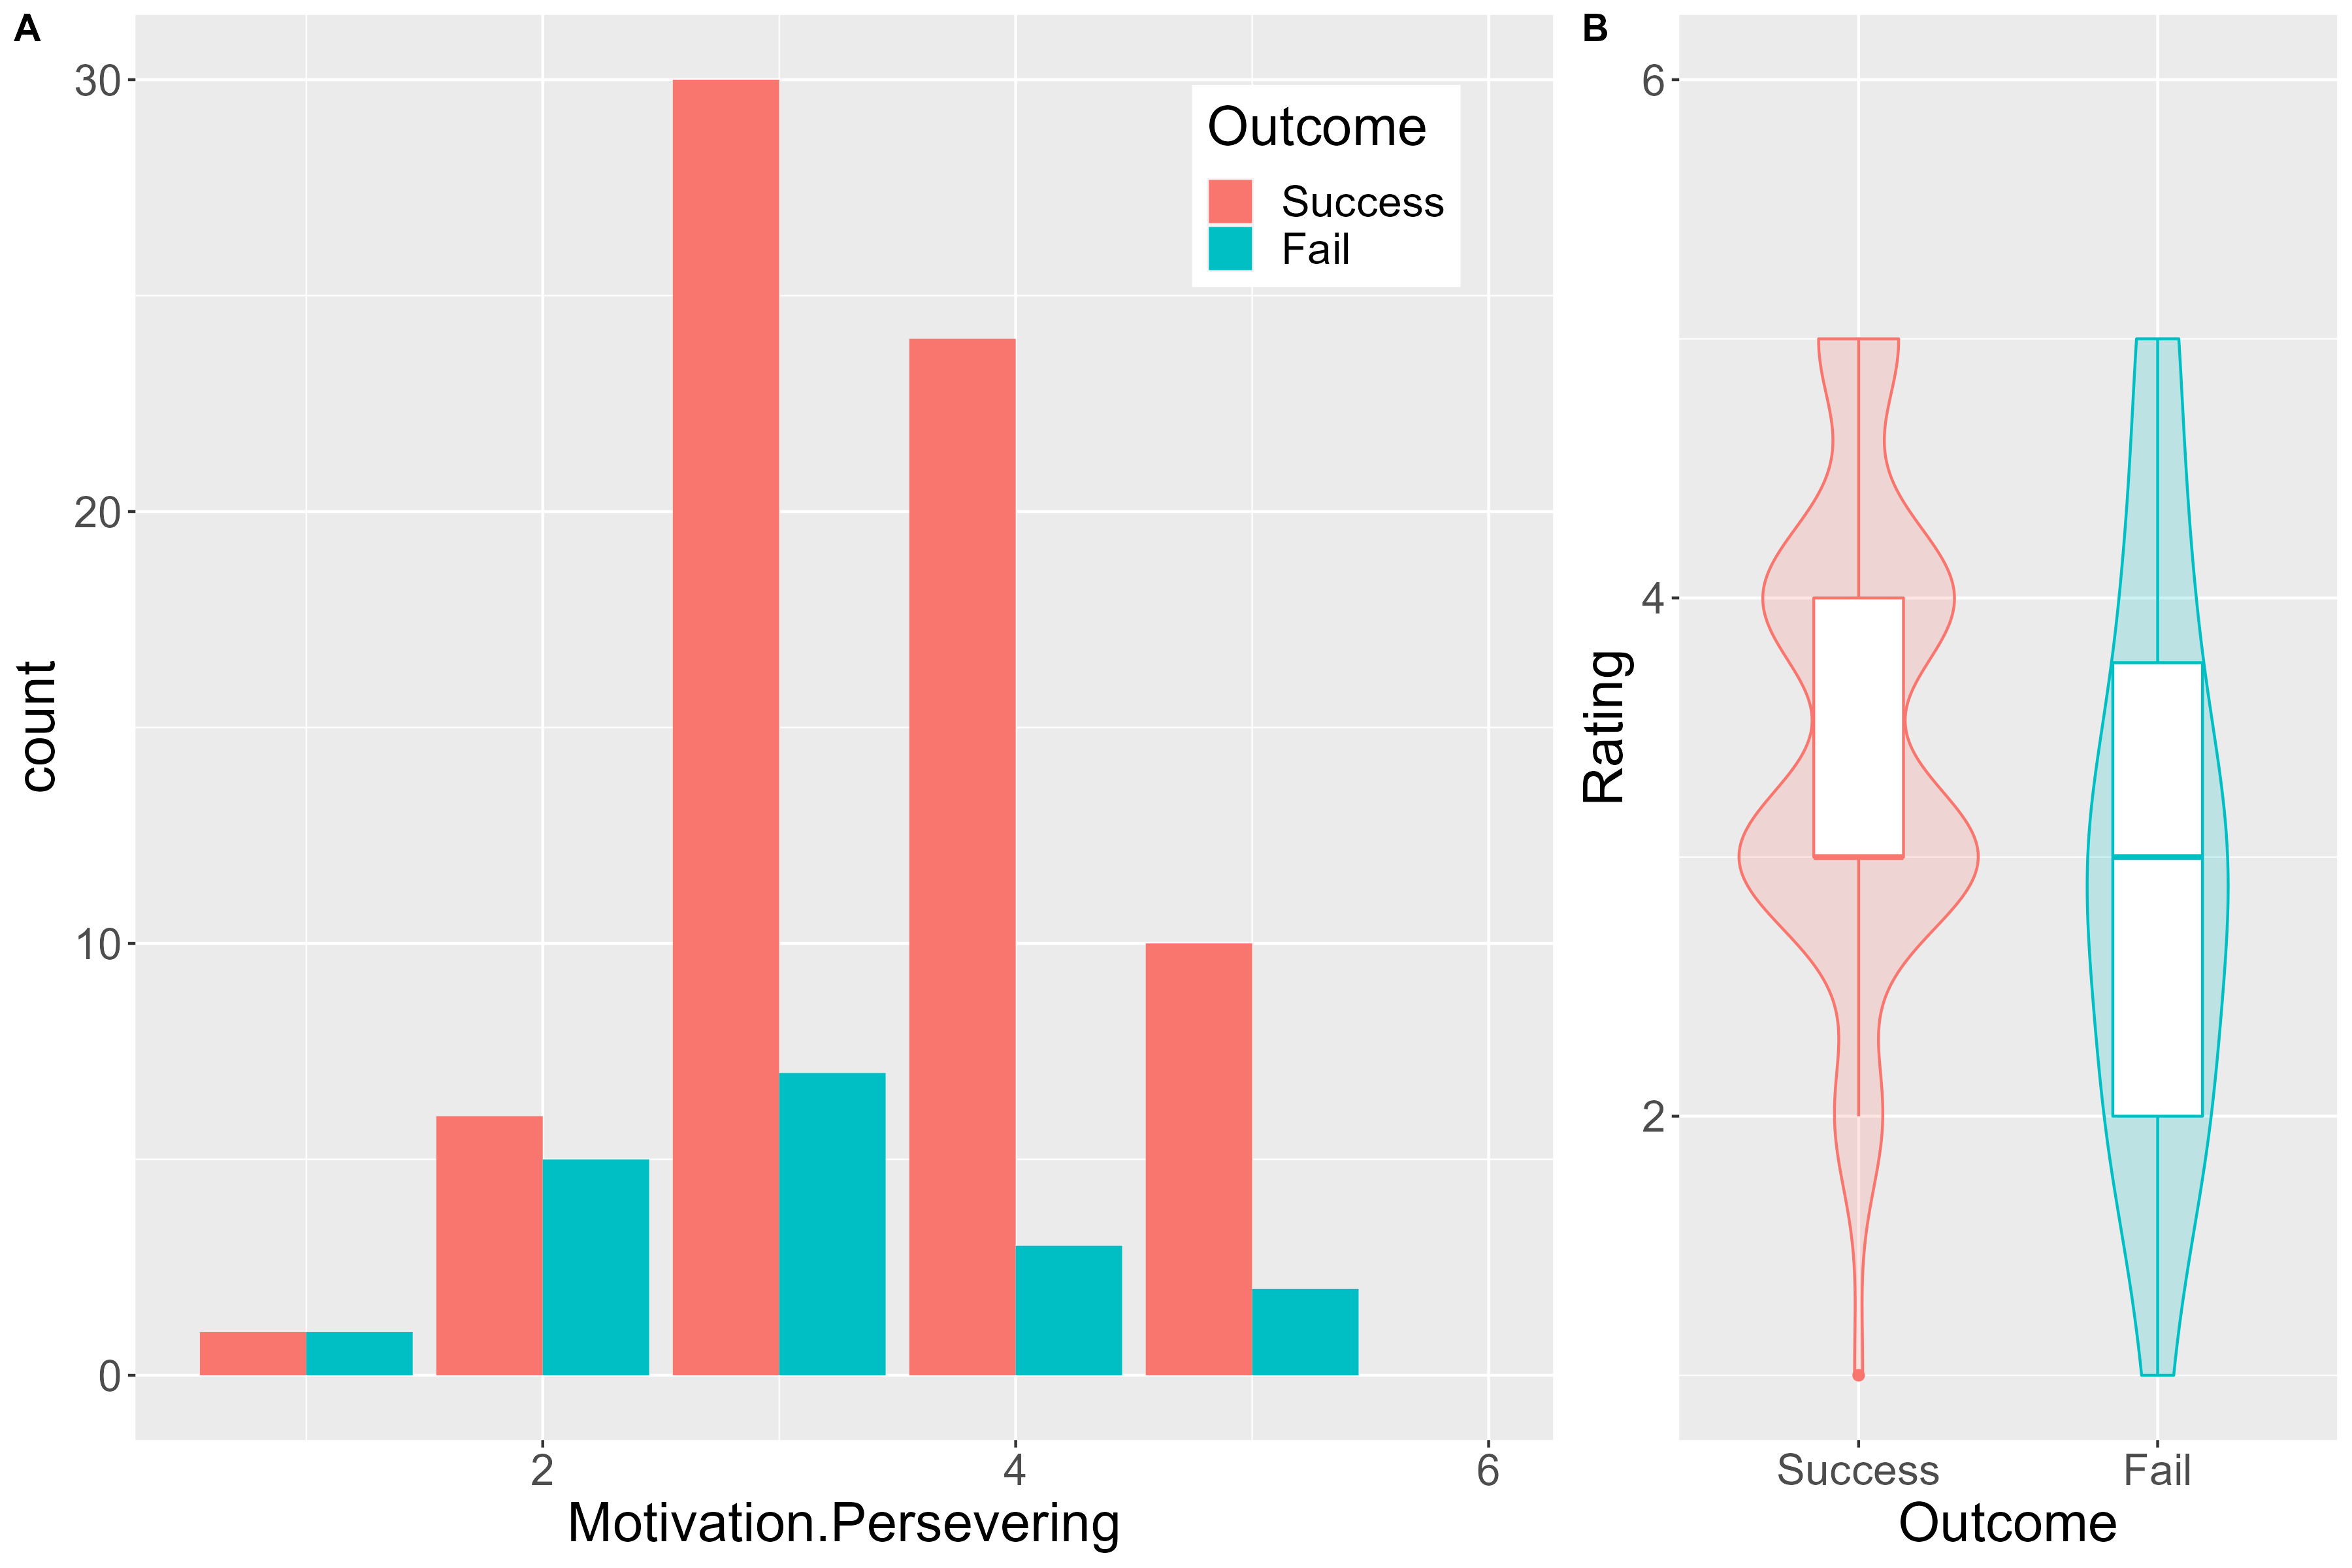 A
30
20
10
0
count
2
4
6
Motivation.Persevering
Outcome
Success
Fail
B
6
4
2
Rating
Success
Fail
Outcome